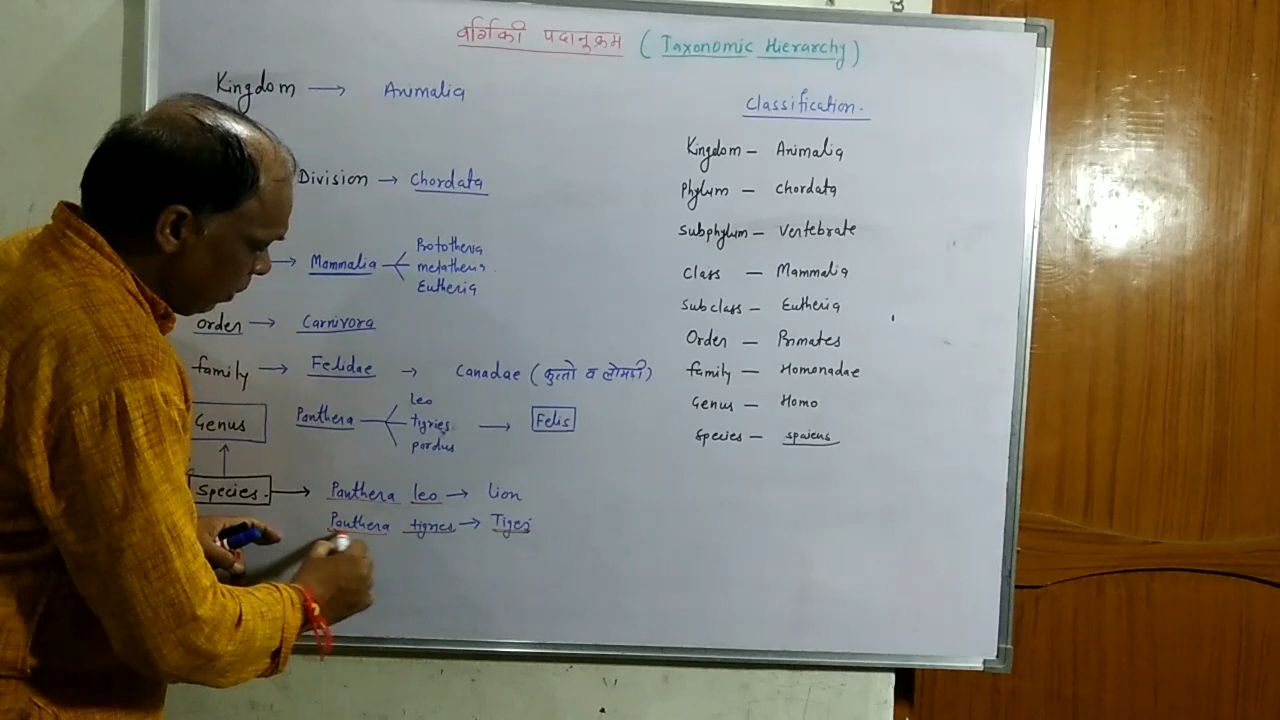 वर्गिकी पदानुक्रम ( Taxonomic Hierarchy )
Kingdom → Animalia
Division → Chordata
→ Mammalia
Prototheria
metatheria
Eutheria
order → Carnivora
family → Felidae → Canadae ( कुत्तो व लोमडी )
Genus
Panthera
leo
tigries
pardus
→ Felis
Species. → Panthera leo → Lion
Panthera tigries → Tiger
Classification.
Kingdom – Animalia
Phylum – Chordata
Subphylum – Vertebrate
Class – Mammalia
Subclass – Eutheria
Order – Primates
family – Homonadae
Genus – Homo
Species – spaiens